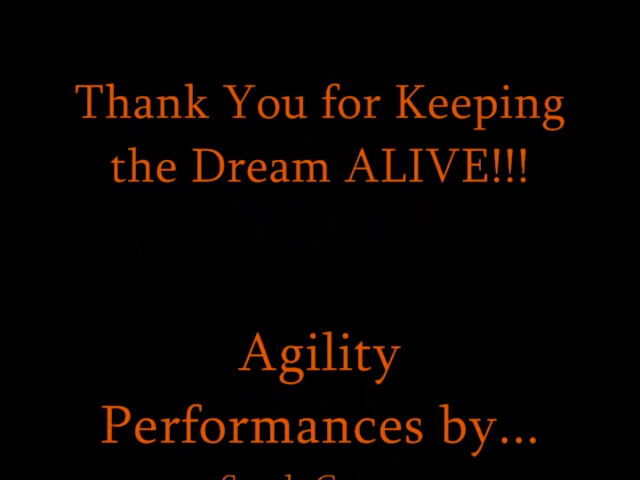 Thank You for Keeping
the Dream ALIVE!!!
Agility
Performances by...